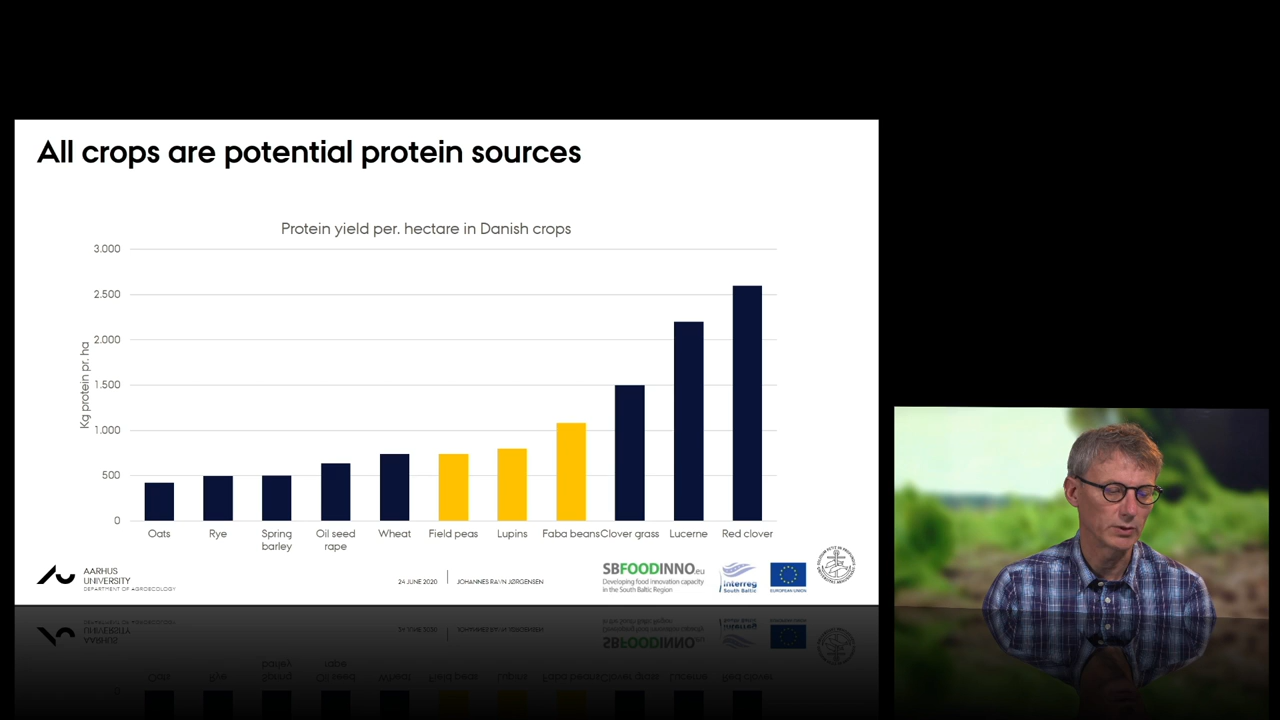 All crops are potential protein sources
Protein yield per. hectare in Danish crops
3.000
2.500
2.000
1.500
1.000
500
0
Kg protein pr. ha
Oats
Rye
Spring
barley
Oil seed
rape
Wheat
Field peas
Lupins
Faba beans
Clover grass
Lucerne
Red clover
AARHUS
UNIVERSITY
DEPARTMENT OF AGROECOLOGY
24 JUNE 2020
JOHANNES RAVN JØRGENSEN
SBFOODINNO.eu
Developing food innovation capacity
in the South Baltic Region
Interreg
South Baltic
EUROPEAN UNION